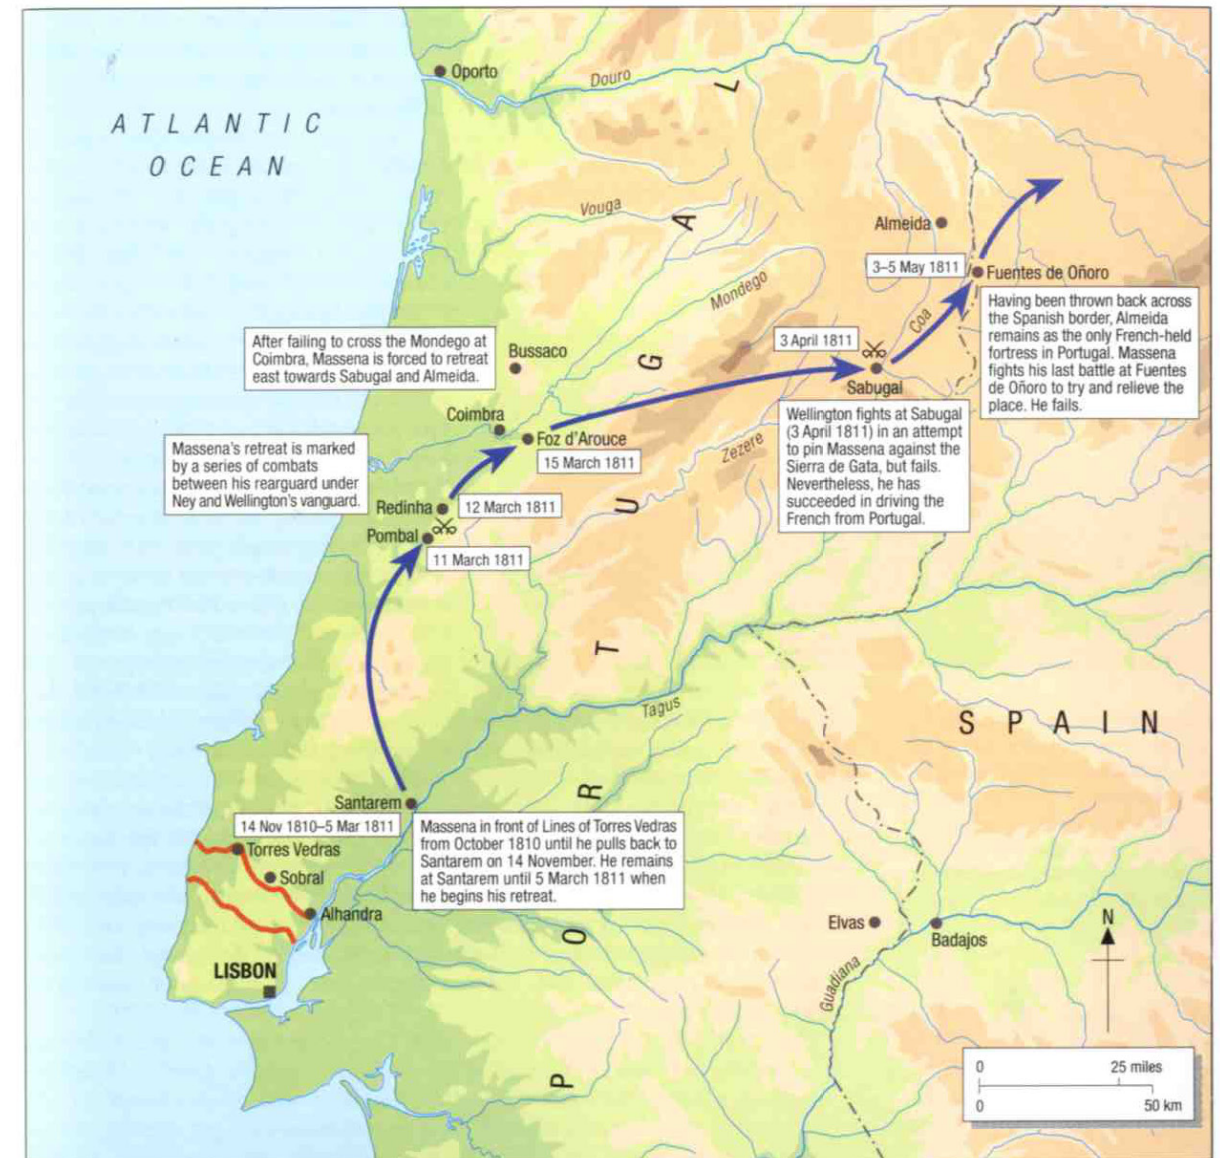 ATLANTIC
OCEAN
Oporto
Douro
Vouga
Mondego
Almeida
3–5 May 1811
Fuentes de Oñoro
Having been thrown back across
the Spanish border, Almeida
remains as the only French-held
fortress in Portugal. Massena
fights his last battle at Fuentes
de Oñoro to try and relieve the
place. He fails.
Coa
3 April 1811
Sabugal
Wellington fights at Sabugal
(3 April 1811) in an attempt
to pin Massena against the
Sierra de Gata, but fails.
Nevertheless, he has
succeeded in driving the
French from Portugal.
After failing to cross the Mondego at
Coimbra, Massena is forced to retreat
east towards Sabugal and Almeida.
Bussaco
Coimbra
Foz d'Arouce
15 March 1811
Zezere
Massena's retreat is marked
by a series of combats
between his rearguard under
Ney and Wellington's vanguard.
Redinha
12 March 1811
Pombal
11 March 1811
PORTUGAL
SPAIN
Tagus
Santarem
14 Nov 1810–5 Mar 1811
Massena in front of Lines of Torres Vedras
from October 1810 until he pulls back to
Santarem on 14 November. He remains
at Santarem until 5 March 1811 when
he begins his retreat.
Torres Vedras
Sobral
Alhandra
LISBON
Elvas
Badajos
Guadiana
N
0 25 miles
0 50 km